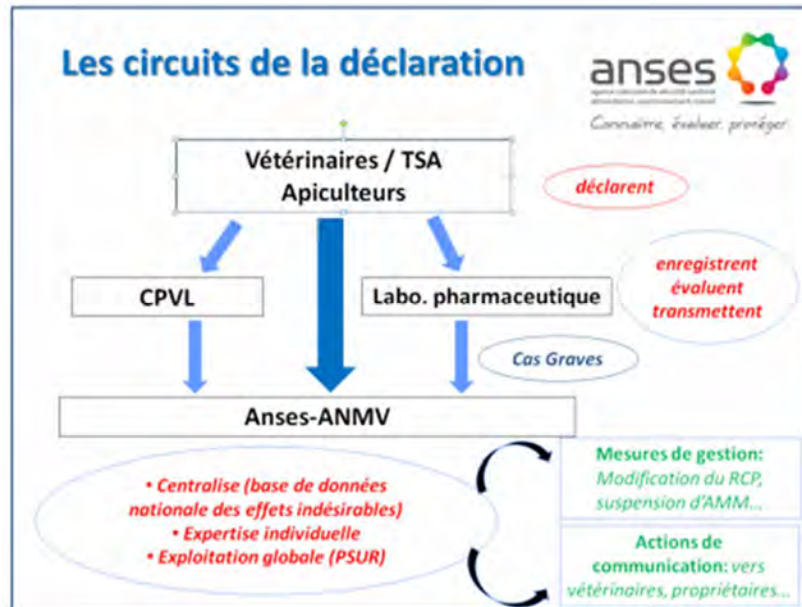 Les circuits de la déclaration
anses
Connaître, évaluer, protéger.
Vétérinaires / TSA
Apiculteurs
déclarent
CPVL
Labo. pharmaceutique
enregistrent
évaluent
transmettent
Cas Graves
Anses-ANMV
• Centralise (base de données
nationale des effets indésirables)
• Expertise individuelle
• Exploitation globale (PSUR)
Mesures de gestion:
Modification du RCP,
suspension d'AMM...
Actions de
communication: vers
vétérinaires, propriétaires...